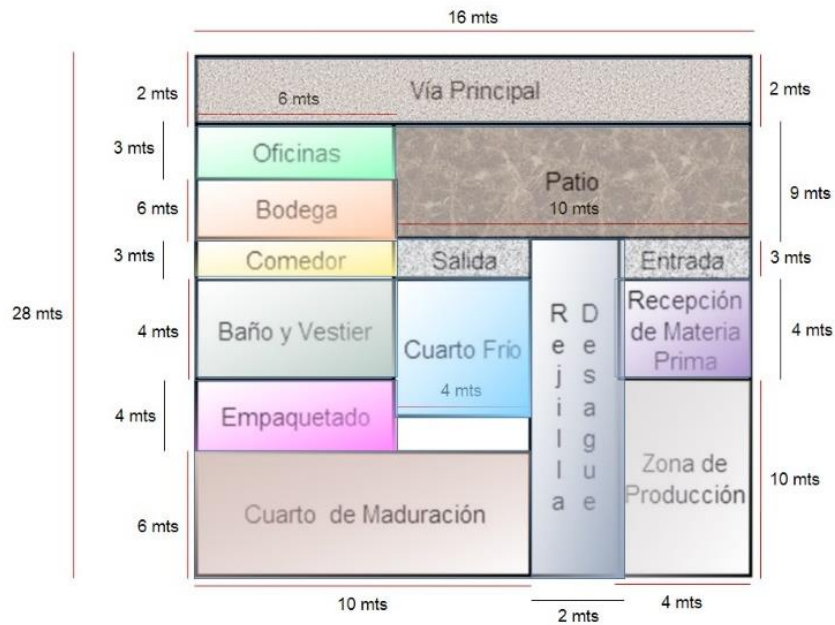 16 mts
2 mts
6 mts
Vía Principal
2 mts
3 mts
Oficinas
Patio
10 mts
9 mts
6 mts
Bodega
3 mts
Comedor
Salida
Entrada
3 mts
28 mts
4 mts
Baño y Vestier
Cuarto Frío
4 mts
Rejilla
Desague
Recepción
de Materia
Prima
4 mts
4 mts
Empaquetado
Zona de
Producción
10 mts
6 mts
Cuarto de Maduración
10 mts
2 mts
4 mts